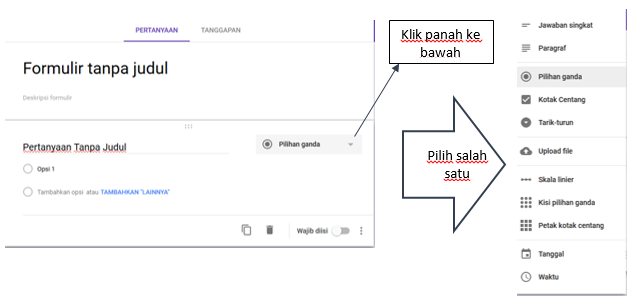 PERTANYAAN TANGGAPAN
Formulir tanpa judul
Deskripsi formulir
Pertanyaan Tanpa Judul
Pilihan ganda
Opsi 1
Tambahkan opsi atau TAMBAHKAN "LAINNYA"
Wajib diisi
Klik panah ke
bawah
Pilih salah
satu
Jawaban singkat
Paragraf
Pilihan ganda
Kotak Centang
Tarik-turun
Upload file
Skala linier
Kisi pilihan ganda
Petak kotak centang
Tanggal
Waktu